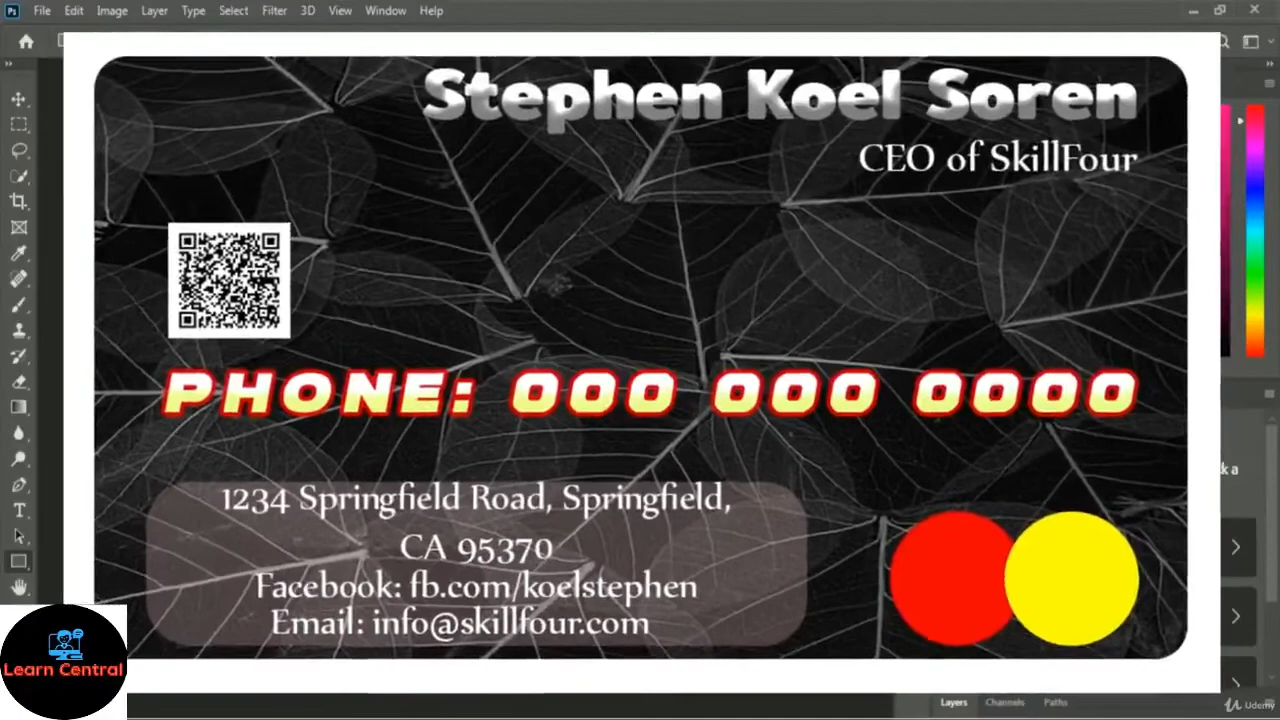 Ps File Edit Image Layer Type Select Filter 3D View Window Help
Stephen Koel Soren
CEO of SkillFour
PHONE: 000 000 0000
1234 Springfield Road, Springfield,
CA 95370
Facebook: fb.com/koelstephen
Email: info@skillfour.com
k a
Learn Central
Layers Channels Paths
Udemy